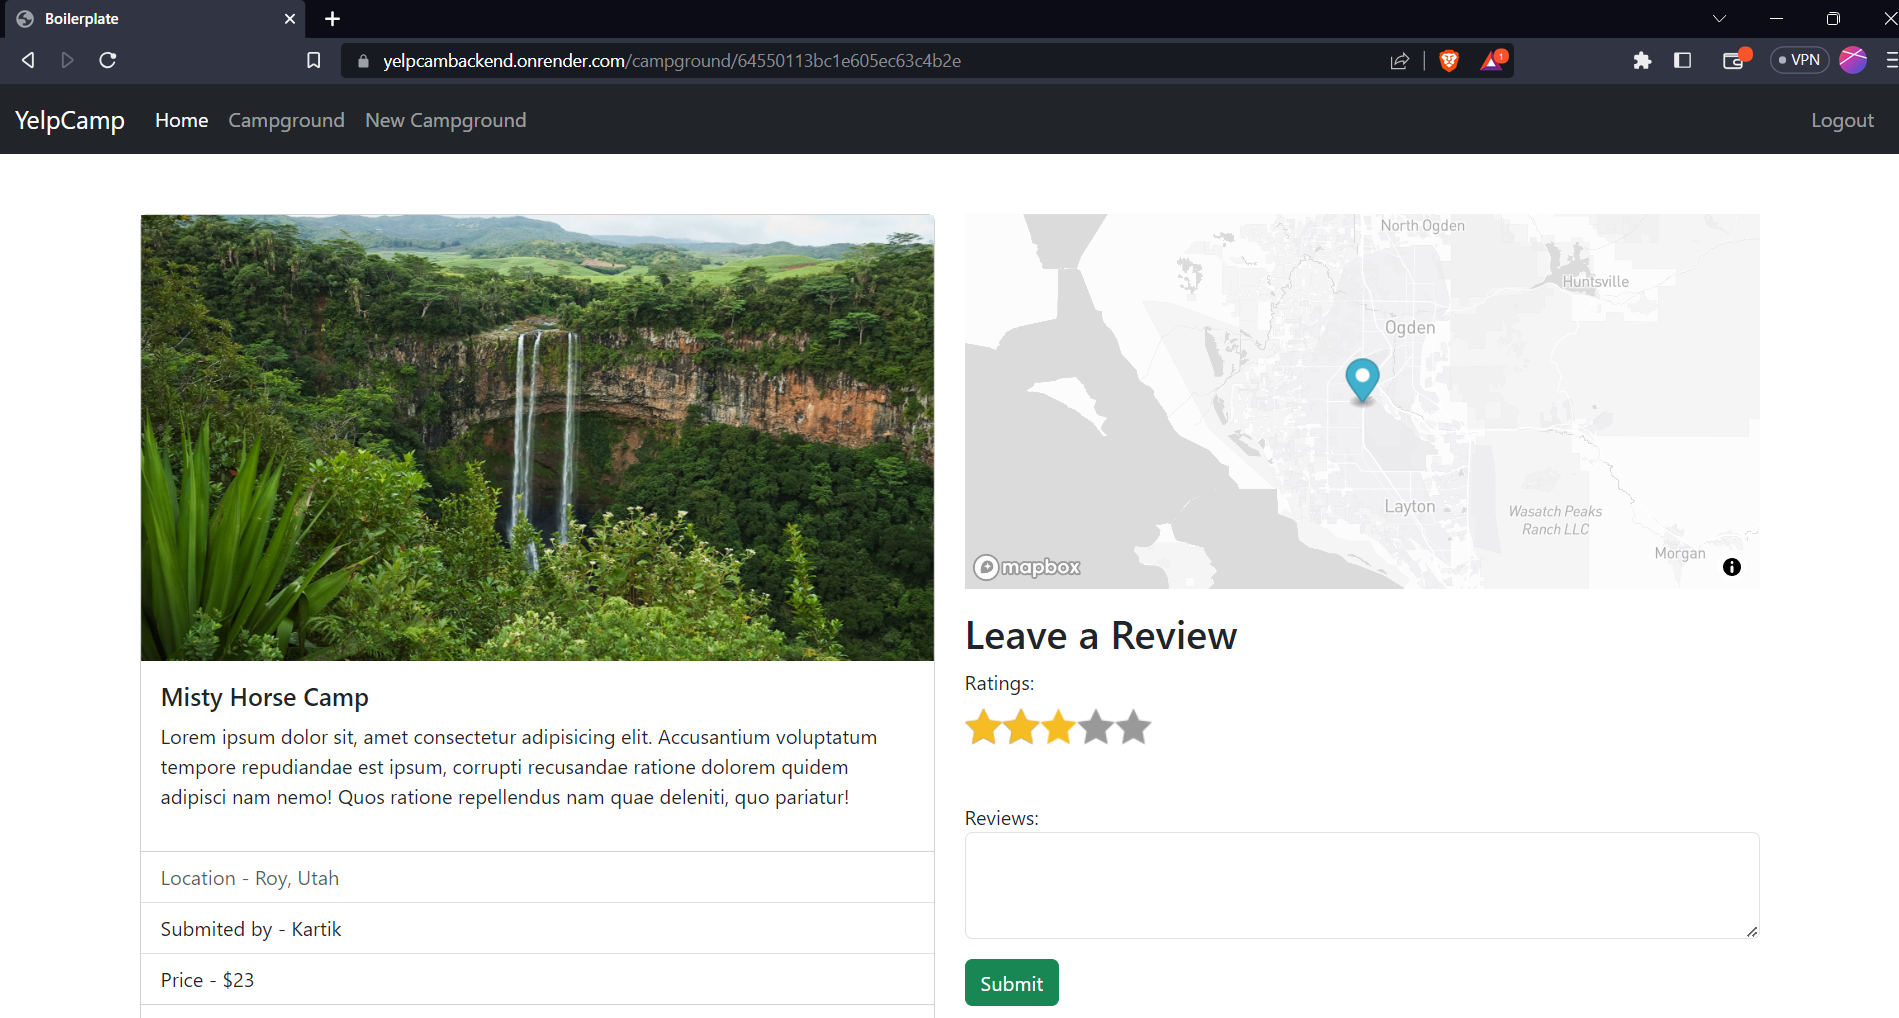 Boilerplate
yelpcambackend.onrender.com/campground/64550113bc1e605ec63c4b2e
1
VPN
YelpCamp
Home
Campground
New Campground
Logout
North Ogden
Huntsville
Ogden
Layton
Wasatch Peaks
Ranch LLC
Morgan
mapbox
Misty Horse Camp
Lorem ipsum dolor sit, amet consectetur adipisicing elit. Accusantium voluptatum
tempore repudiandae est ipsum, corrupti recusandae ratione dolorem quidem
adipisci nam nemo! Quos ratione repellendus nam quae deleniti, quo pariatur!
Location - Roy, Utah
Submited by - Kartik
Price - $23
Leave a Review
Ratings:
Reviews:
Submit